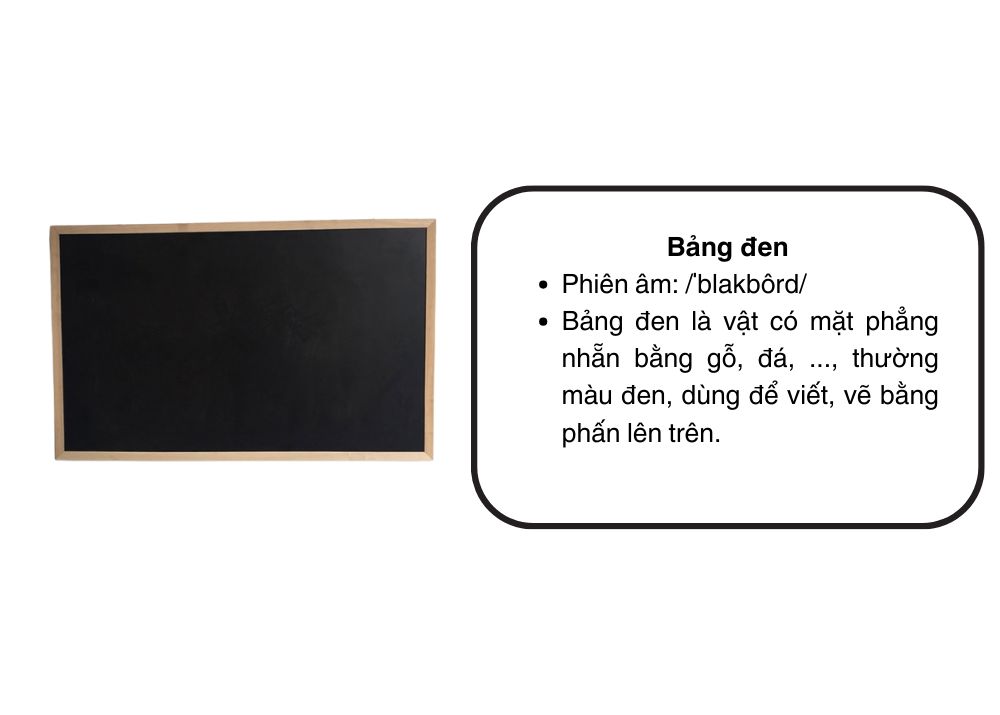 Bảng đen
• Phiên âm: /ˈblakbôrd/
• Bảng đen là vật có mặt phẳng
nhẵn bằng gỗ, đá, ..., thường
màu đen, dùng để viết, vẽ bằng
phấn lên trên.